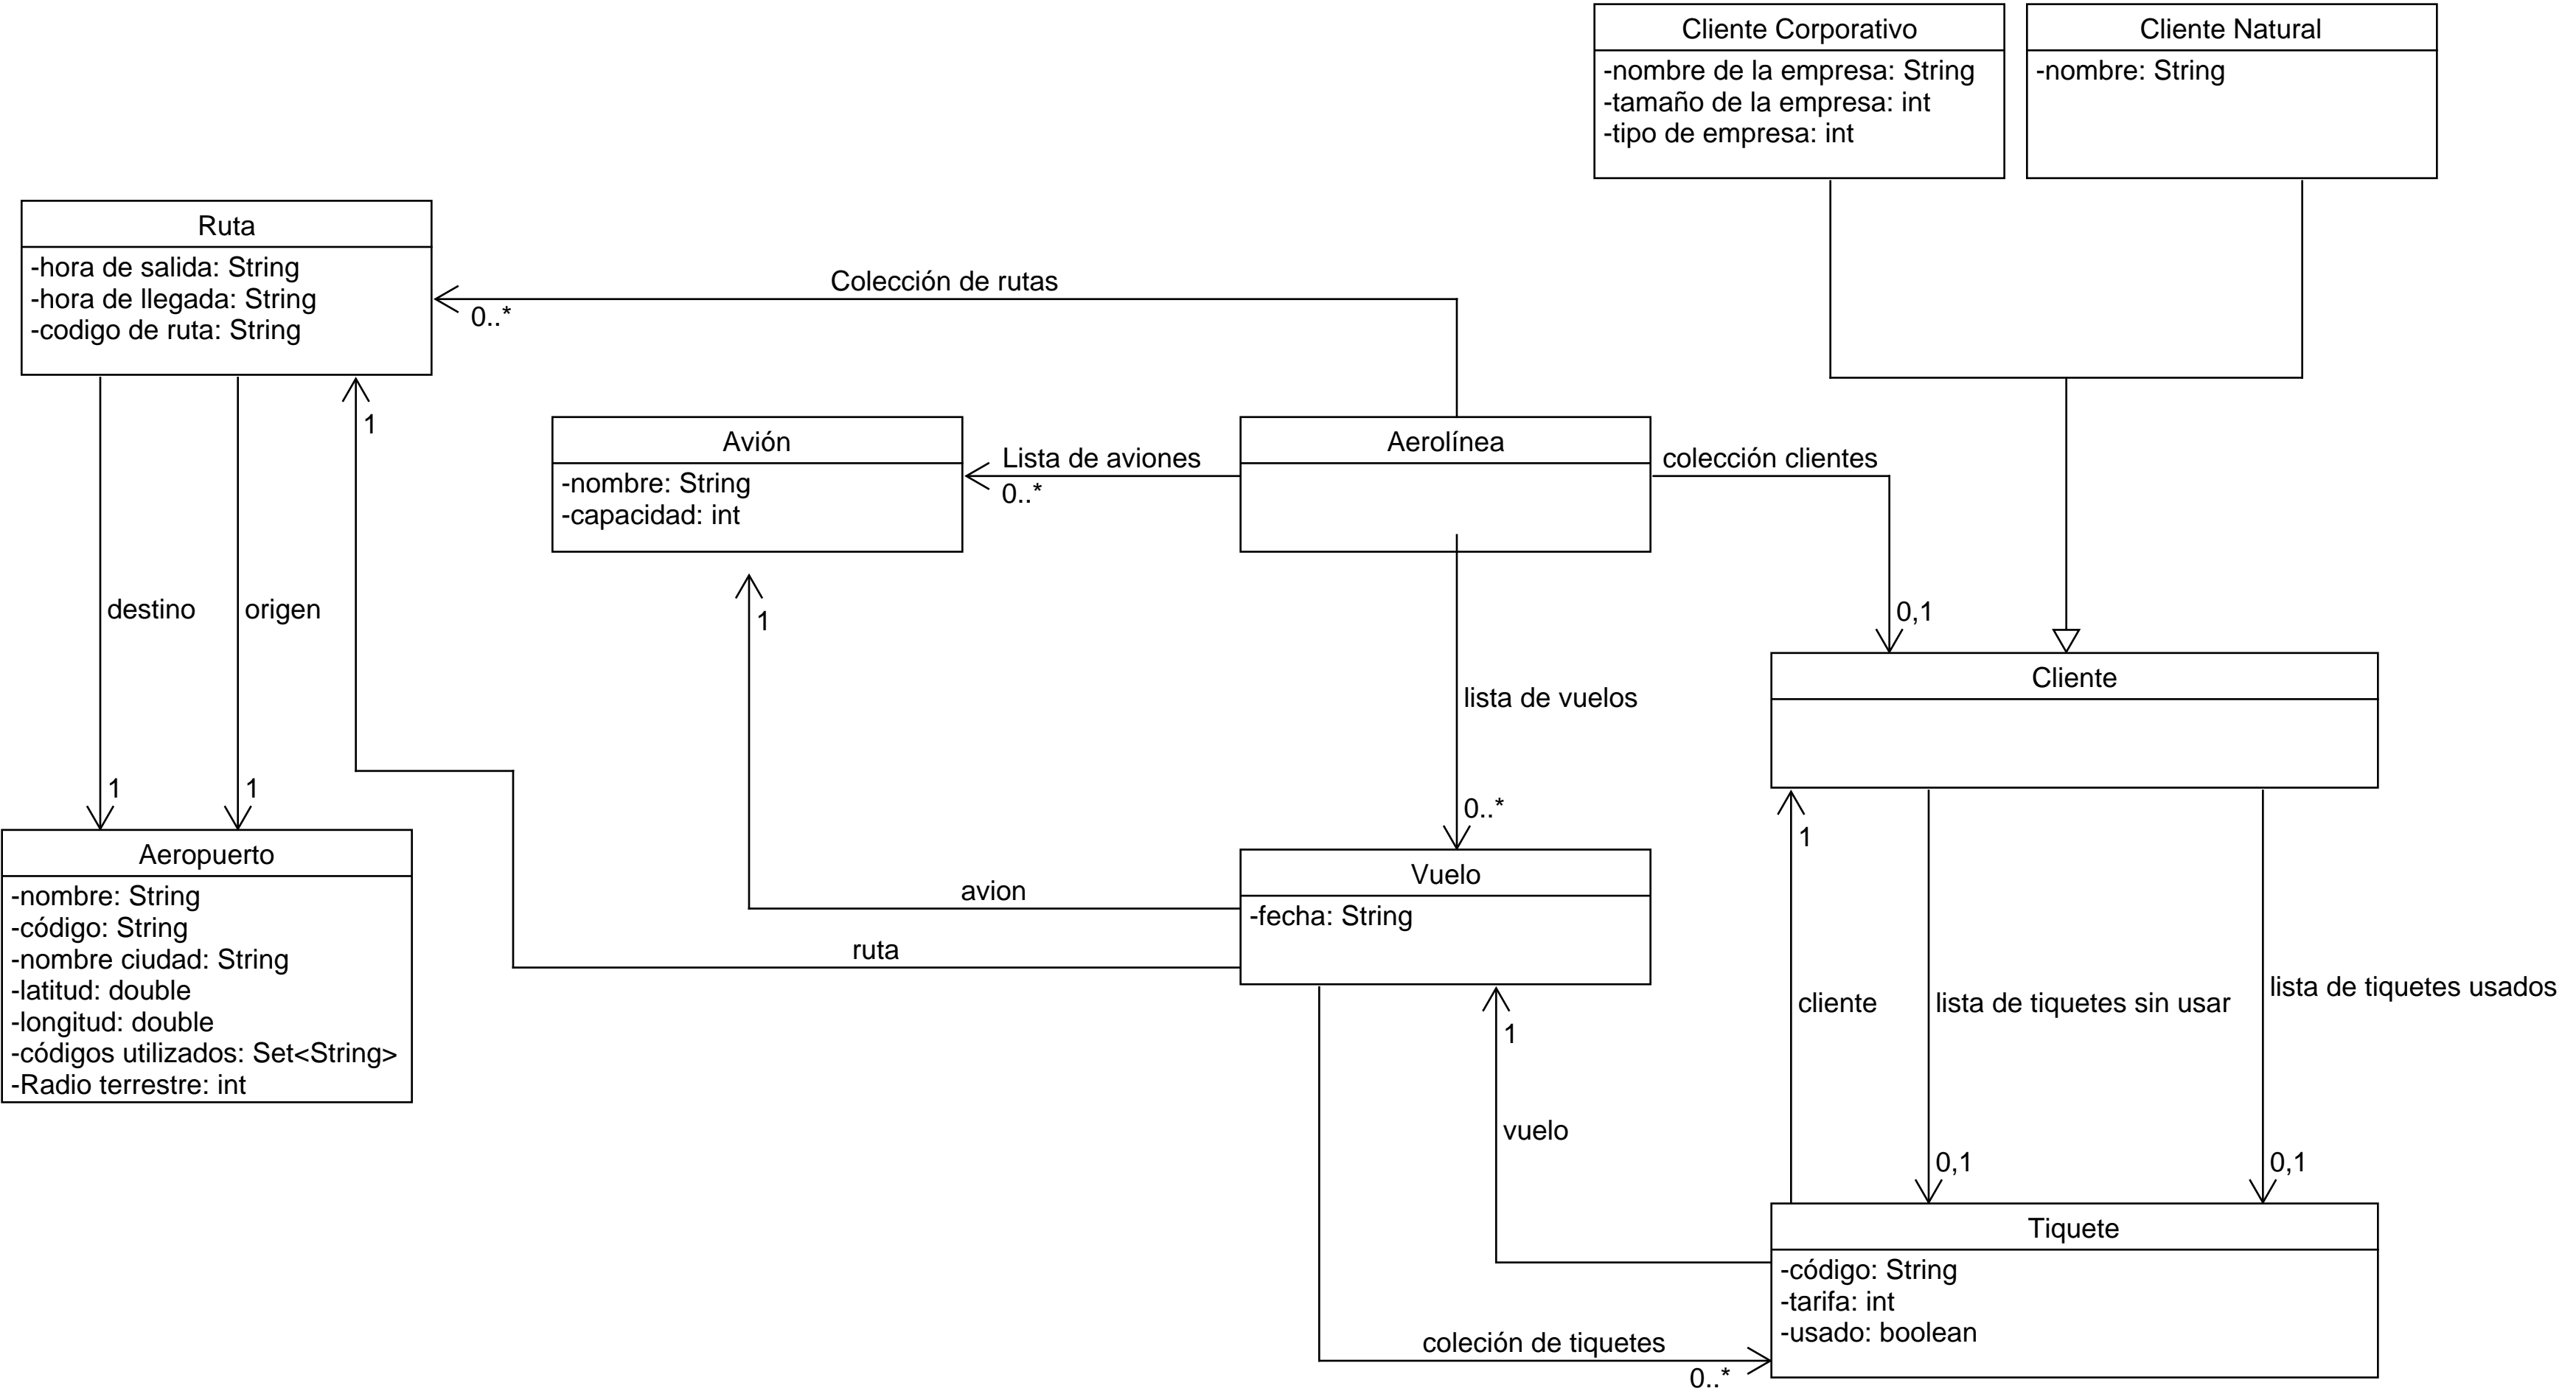 Cliente Corporativo
-nombre de la empresa: String
-tamaño de la empresa: int
-tipo de empresa: int
Cliente Natural
-nombre: String
Ruta
-hora de salida: String
-hora de llegada: String
-codigo de ruta: String
Colección de rutas
0..*
1
Avión
-nombre: String
-capacidad: int
Lista de aviones
0..*
Aerolínea
colección clientes
0,1
destino
origen
1
1
1
lista de vuelos
0..*
Cliente
Aeropuerto
-nombre: String
-código: String
-nombre ciudad: String
-latitud: double
-longitud: double
-códigos utilizados: Set<String>
-Radio terrestre: int
avion
ruta
Vuelo
-fecha: String
1
cliente
lista de tiquetes sin usar
lista de tiquetes usados
1
vuelo
0,1
0,1
Tiquete
-código: String
-tarifa: int
-usado: boolean
coleción de tiquetes
0..*